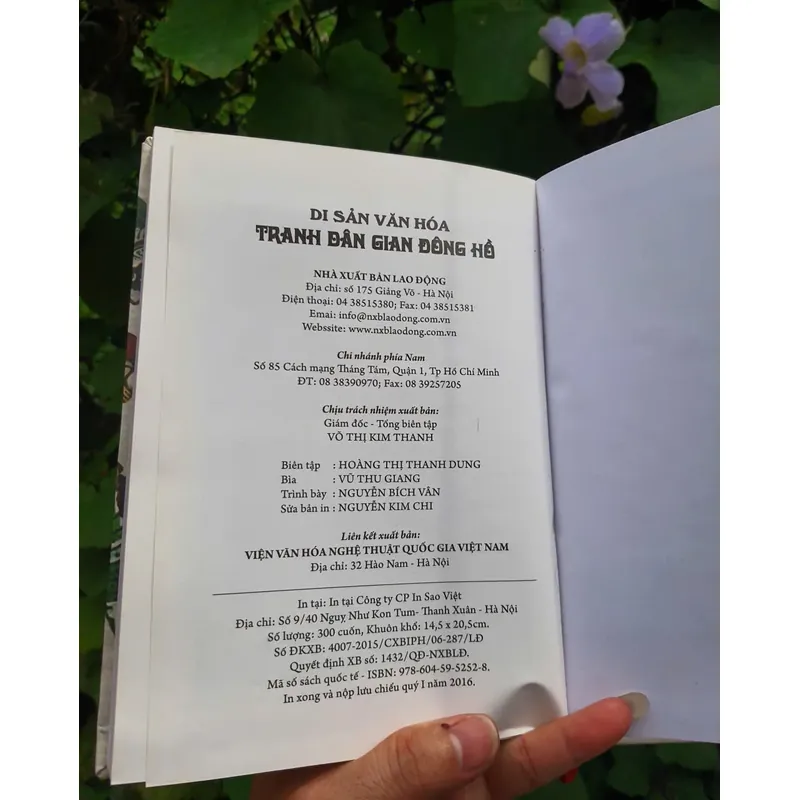 DI SẢN VĂN HÓA
TRANH DÂN GIAN ĐÔNG HỒ
NHÀ XUẤT BẢN LAO ĐỘNG
Địa chỉ: số 175 Giảng Võ - Hà Nội
Điện thoại: 04 38515380; Fax: 04 38515381
Emai: info@nxblaodong.com.vn
Webssite: www.nxblaodong.com.vn
Chi nhánh phía Nam
Số 85 Cách mạng Tháng Tám, Quận 1, Tp Hồ Chí Minh
ĐT: 08 38390970; Fax: 08 39257205
Chịu trách nhiệm xuất bản:
Giám đốc - Tổng biên tập
VÕ THỊ KIM THANH
Biên tập : HOÀNG THỊ THANH DUNG
Bìa : VŨ THU GIANG
Trình bày : NGUYỄN BÍCH VÂN
Sửa bản in : NGUYỄN KIM CHI
Liên kết xuất bản:
VIỆN VĂN HÓA NGHỆ THUẬT QUỐC GIA VIỆT NAM
Địa chỉ: 32 Hào Nam - Hà Nội
In tại: In tại Công ty CP In Sao Việt
Địa chỉ: Số 9/40 Ngụy Như Kon Tum- Thanh Xuân - Hà Nội
Số lượng: 300 cuốn, Khuôn khổ: 14,5 x 20,5cm.
Số ĐKXB: 4007-2015/CXBIPH/06-287/LĐ
Quyết định XB số: 1432/QĐ-NXBLĐ.
Mã số sách quốc tế - ISBN: 978-604-59-5252-8.
In xong và nộp lưu chiểu quý I năm 2016.